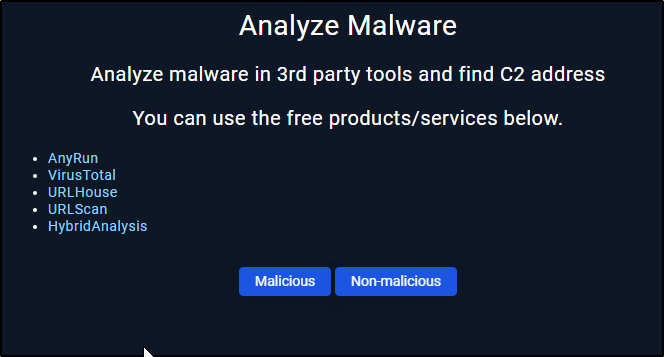 Analyze Malware
Analyze malware in 3rd party tools and find C2 address
You can use the free products/services below.
AnyRun
VirusTotal
URLHouse
URLScan
HybridAnalysis
Malicious Non-malicious